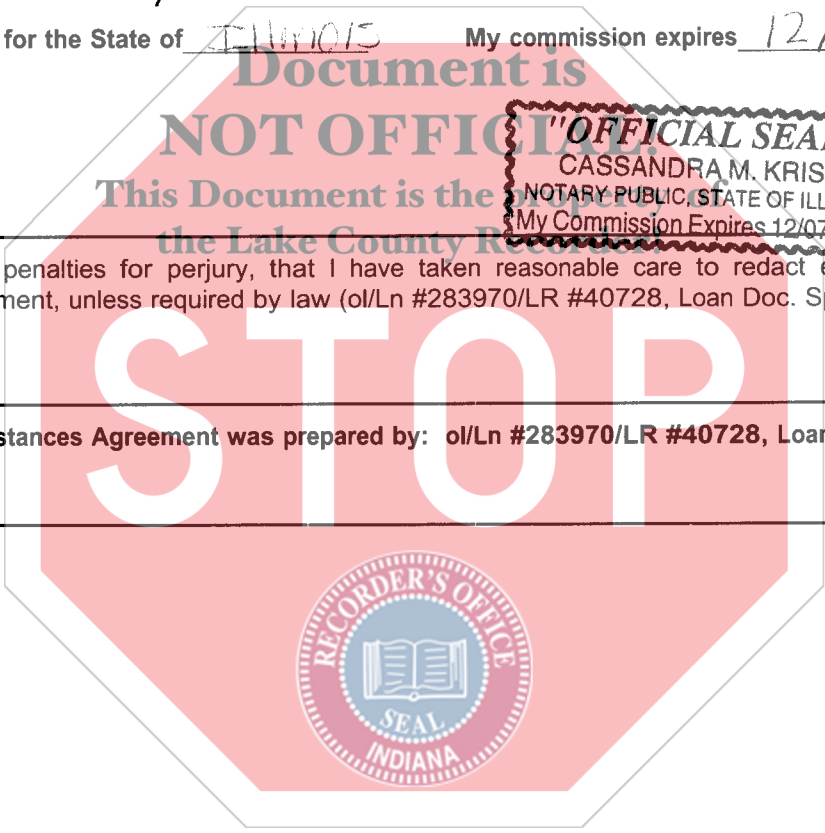 for the State of Illinois My commission expires 12/
Document is
NOT OFFICIAL!
"OFFICIAL SEAL
CASSANDRA M. KRIS
This Document is the property of
NOTARY PUBLIC, STATE OF ILL
My Commission Expires 12/07
the Lake County Recorder!
penalties for perjury, that I have taken reasonable care to redact e
ment, unless required by law (ol/Ln #283970/LR #40728, Loan Doc. Sp
STOP
stances Agreement was prepared by: ol/Ln #283970/LR #40728, Loan
RECORDER'S OFFICE
SEAL
INDIANA